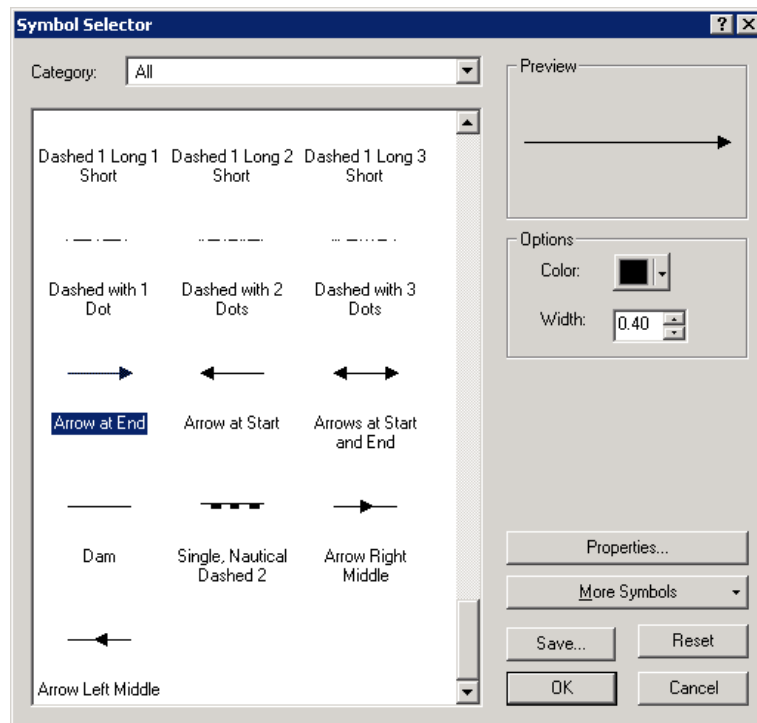 Symbol Selector
Category:
All
Dashed 1 Long 1
Short
Dashed 1 Long 2
Short
Dashed 1 Long 3
Short
Dashed with 1
Dot
Dashed with 2
Dots
Dashed with 3
Dots
Arrow at End
Arrow at Start
Arrows at Start
and End
Dam
Single, Nautical
Dashed 2
Arrow Right
Middle
Arrow Left Middle
Preview
Options
Color:
Width:
0.40
Properties...
More Symbols
Save...
Reset
OK
Cancel